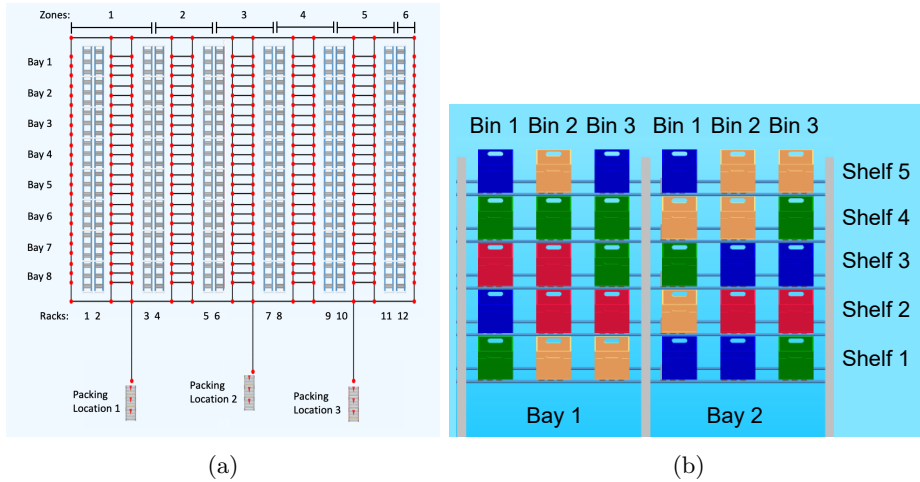 Zones: 1 2 3 4 5 6
Bay 1
Bay 2
Bay 3
Bay 4
Bay 5
Bay 6
Bay 7
Bay 8
Racks: 1 2 3 4 5 6 7 8 9 10 11 12
Packing
Location 1
Packing
Location 2
Packing
Location 3
(a)
Bin 1 Bin 2 Bin 3 Bin 1 Bin 2 Bin 3
Shelf 5
Shelf 4
Shelf 3
Shelf 2
Shelf 1
Bay 1 Bay 2
(b)